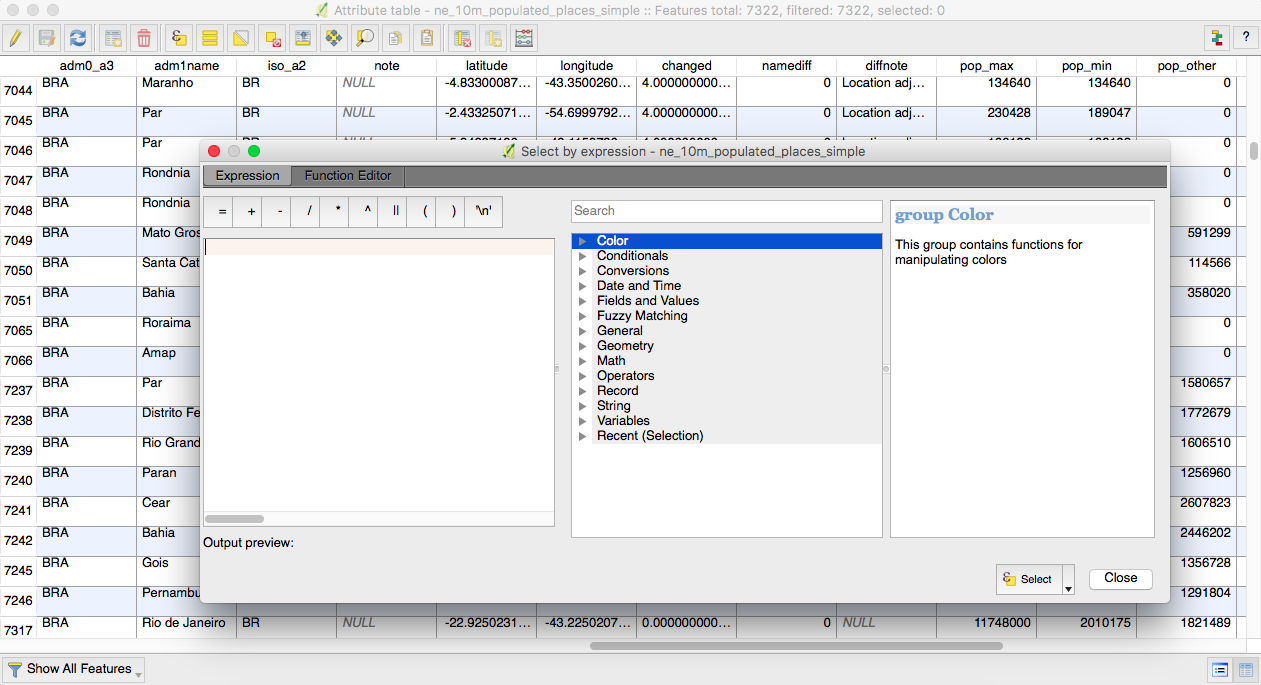 Attribute table - ne_10m_populated_places_simple :: Features total: 7322, filtered: 7322, selected: 0
?
adm0_a3 adm1name iso_a2 note latitude longitude changed namediff diffnote pop_max pop_min pop_other
7044 BRA Maranho BR NULL -4.83300087... -43.3500260... 4.000000000... 0 Location adj... 134640 134640 0
7045 BRA Par BR NULL -2.43325071... -54.6999792... 4.000000000... 0 Location adj... 230428 189047 0
7046 BRA Par 0
7047 BRA Rondnia 0
7048 BRA Rondnia 0
7049 BRA Mato Gros 591299
7050 BRA Santa Cat 114566
7051 BRA Bahia 358020
7065 BRA Roraima 0
7066 BRA Amap 0
7237 BRA Par 1580657
7238 BRA Distrito Fe 1772679
7239 BRA Rio Grand 1606510
7240 BRA Paran 1256960
7241 BRA Cear 2607823
7242 BRA Bahia 2446202
7245 BRA Gois 1356728
7246 BRA Pernambu 1291804
7317 BRA Rio de Janeiro BR NULL -22.9250231... -43.2250207... 0.000000000... 0 NULL 11748000 2010175 1821489
Select by expression - ne_10m_populated_places_simple
Expression Function Editor
= + - / * ^ || ( ) '\n'
Search
Color
Conditionals
Conversions
Date and Time
Fields and Values
Fuzzy Matching
General
Geometry
Math
Operators
Record
String
Variables
Recent (Selection)
group Color
This group contains functions for
manipulating colors
Output preview:
Select Close
Show All Features